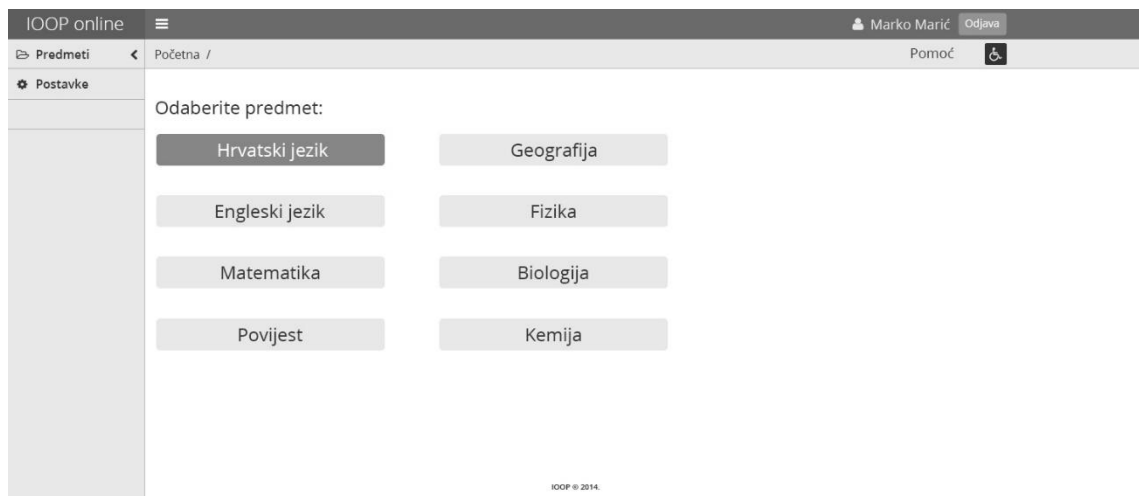 IOOP online Marko Marić Odjava
Predmeti Početna / Pomoć
Postavke
Odaberite predmet:
Hrvatski jezik Geografija
Engleski jezik Fizika
Matematika Biologija
Povijest Kemija
IOOP © 2014.